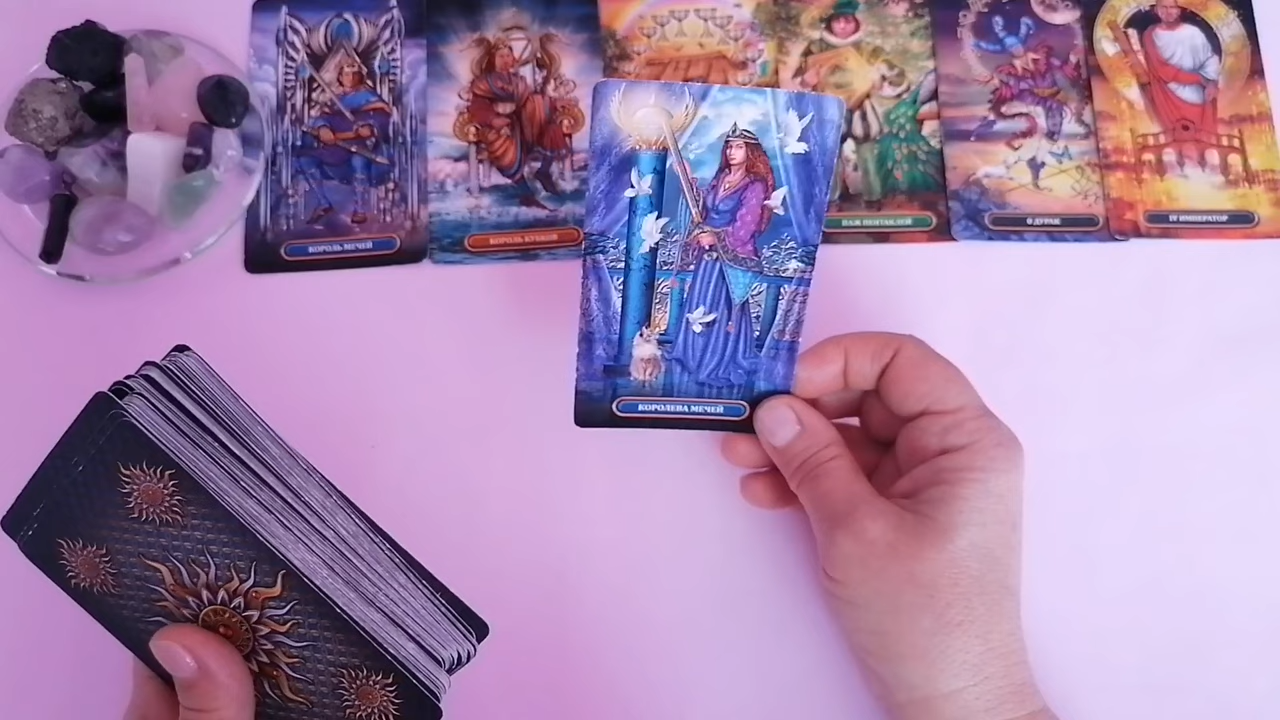 КОРОЛЬ МЕЧЕЙ
КОРОЛЬ КУБКОВ
ПАЖ ПЕНТАКЛЕЙ
0 ДУРАК
IV ИМПЕРАТОР
КОРОЛЕВА МЕЧЕЙ